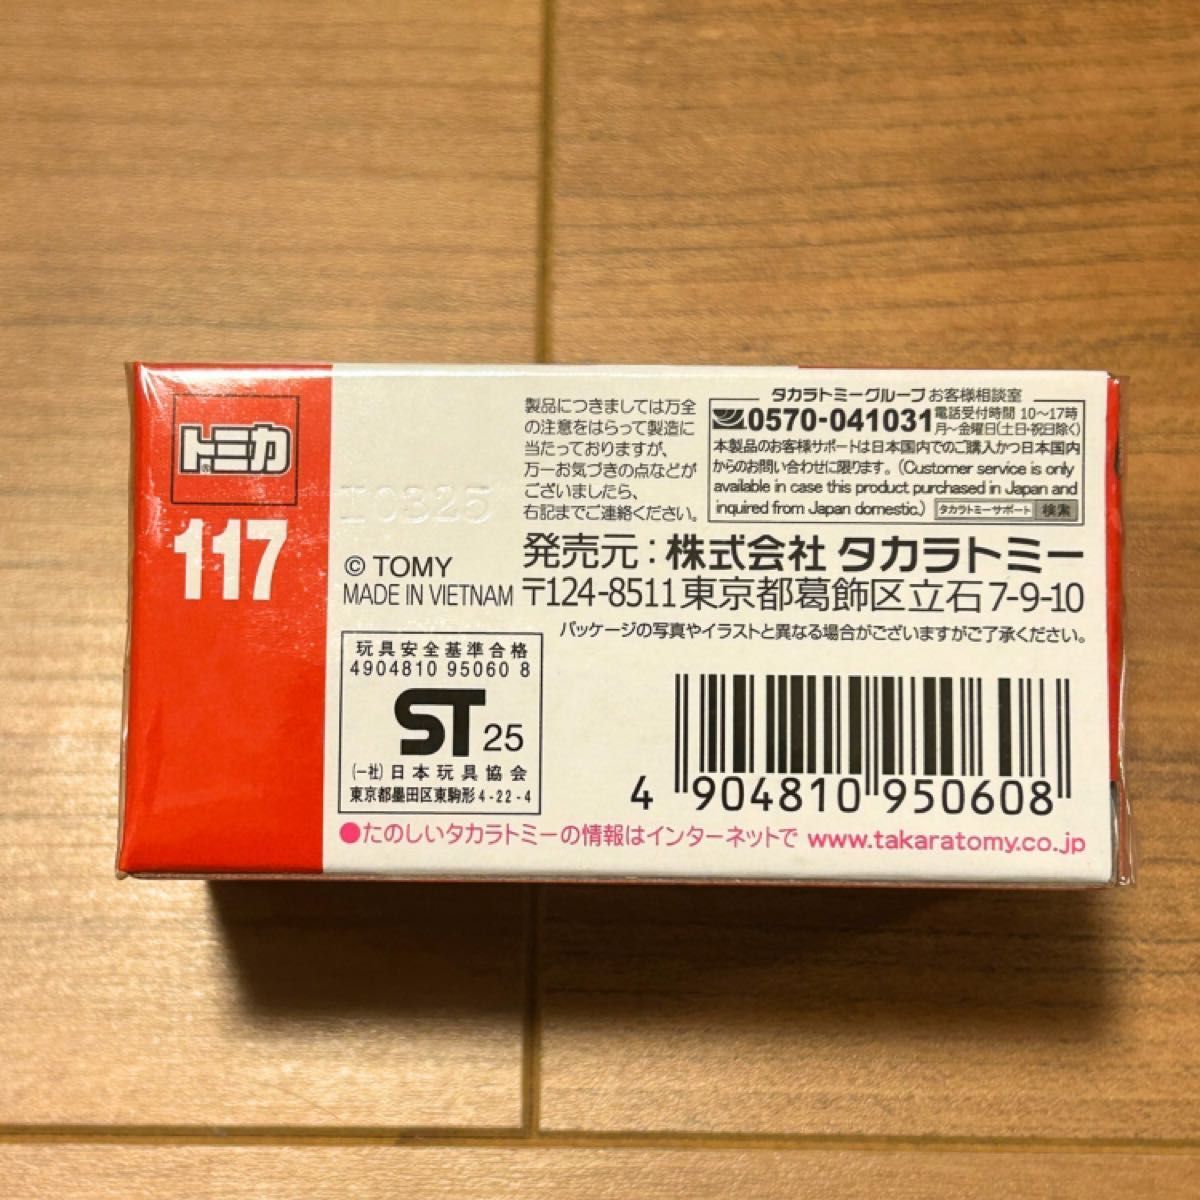 トミカ®
117
T0325
© TOMY
MADE IN VIETNAM
製品につきましては万全
の注意をはらって製造に
当たっておりますが、
万一お気づきの点などが
ございましたら、
右記までご連絡ください。
タカラトミーグループ お客様相談室
0570-041031 電話受付時間 10～17時
月～金曜日(土日・祝日除く)
本製品のお客様サポートは日本国内でのご購入かつ日本国内
からのお問い合わせに限ります。(Customer service is only
available in case this product purchased in Japan and
inquired from Japan domestic.) タカラトミーサポート 検索
発売元：株式会社 タカラトミー
〒124-8511 東京都葛飾区立石 7-9-10
パッケージの写真やイラストと異なる場合がございますがご了承ください。
玩具安全基準合格
4904810 95060 8
ST 25
(一社)日本玩具協会
東京都墨田区東駒形 4-22-4
4 904810 950608
●たのしいタカラトミーの情報はインターネットで www.takaratomy.co.jp